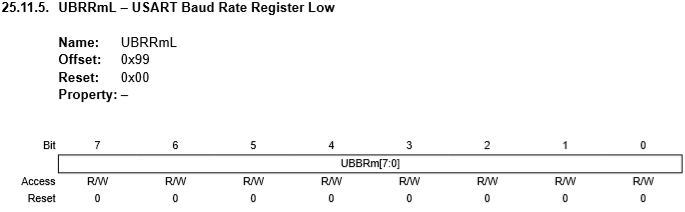 25.11.5. UBRRmL – USART Baud Rate Register Low
Name: UBRRmL
Offset: 0x99
Reset: 0x00
Property: –
Bit 7 6 5 4 3 2 1 0
UBBRm[7:0]
Access R/W R/W R/W R/W R/W R/W R/W R/W
Reset 0 0 0 0 0 0 0 0